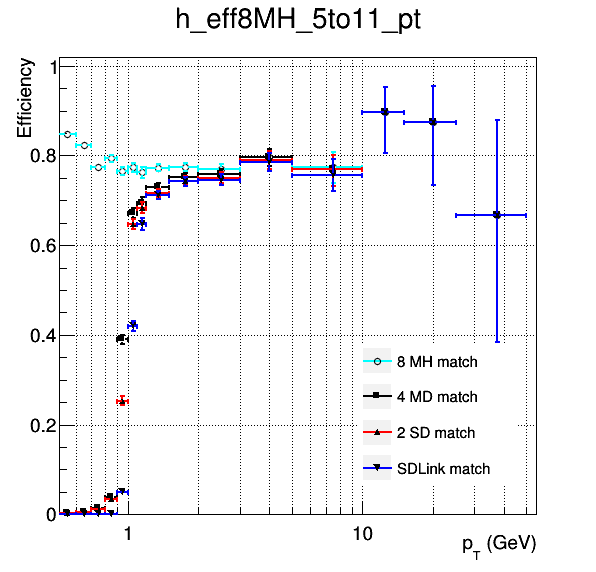 h_eff8MH_5to11_pt
Efficiency
1
0.8
0.6
0.4
0.2
0
8 MH match
4 MD match
2 SD match
SDLink match
1
10
p_T (GeV)